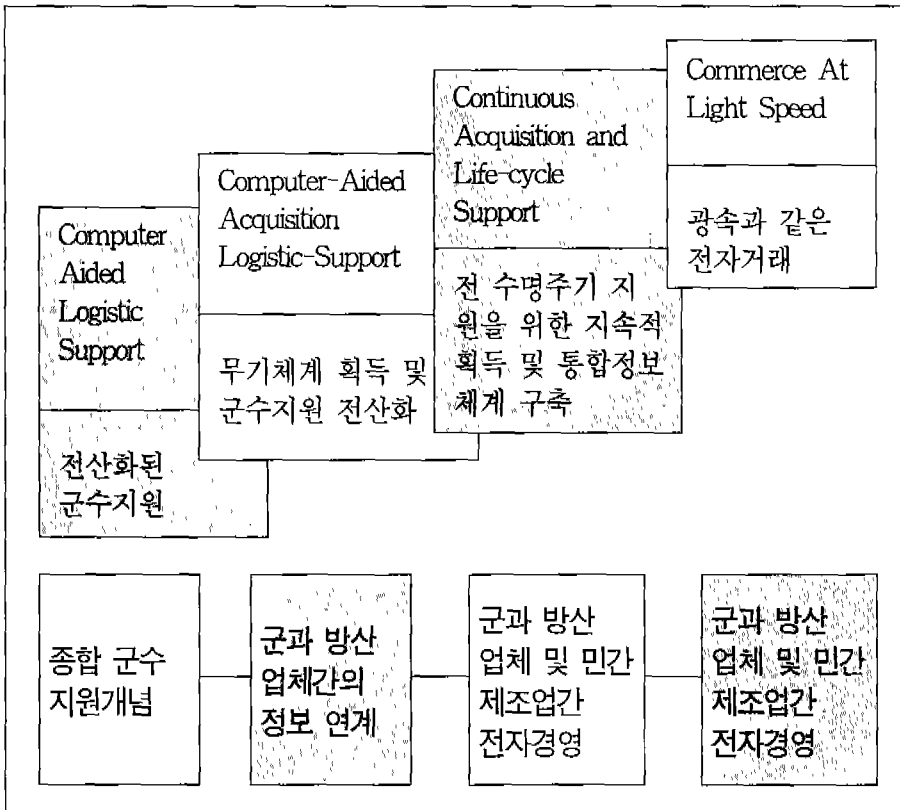 Computer
Aided
Logistic
Support
전산화된
군수지원
Computer-Aided
Acquisition
Logistic-Support
무기체계 획득 및
군수지원 전산화
Continuous
Acquisition and
Life-cycle
Support
전 수명주기 지
원을 위한 지속적
획득 및 통합정보
체계 구축
Commerce At
Light Speed
광속과 같은
전자거래
종합 군수
지원개념
군과 방산
업체간의
정보 연계
군과 방산
업체 및 민간
제조업간
전자경영
군과 방산
업체 및 민간
제조업간
전자경영